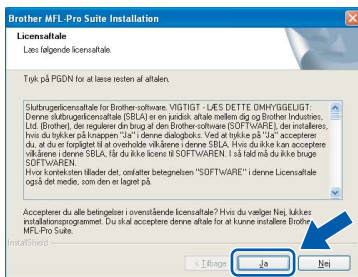 Brother MFL-Pro Suite Installation
Licensaftale
Læs følgende licensaftale.
Tryk på PGDN for at læse resten af aftalen.
Slutbrugerlicensaftale for Brother-software. VIGTIGT - LÆS DETTE OMHYGGELIGT:
Denne slutbrugerlicensaftale (SBLA) er en juridisk aftale mellem dig og Brother Industries,
Ltd. (Brother), der regulerer din brug af den Brother-software (SOFTWARE), der installeres,
hvis du trykker på knappen "Ja" i denne dialogboks. Ved at trykke på "Ja" accepterer
du, at du er forpligtet til at overholde vilkårene i denne SBLA. Hvis du ikke kan acceptere
vilkårene i denne SBLA, får du ikke licens til SOFTWAREN. I så fald må du ikke bruge
SOFTWAREN.
Hvor konteksten tillader det, omfatter betegnelsen "SOFTWARE" i denne Licensaftale
også det medie, som den er lagret på.
Accepterer du alle betingelser i ovenstående licensaftale? Hvis du vælger Nej, lukkes
installationsprogrammet. Du skal acceptere denne aftale for at kunne installere Brother
MFL-Pro Suite.
InstallShield
< Tilbage Ja Nej